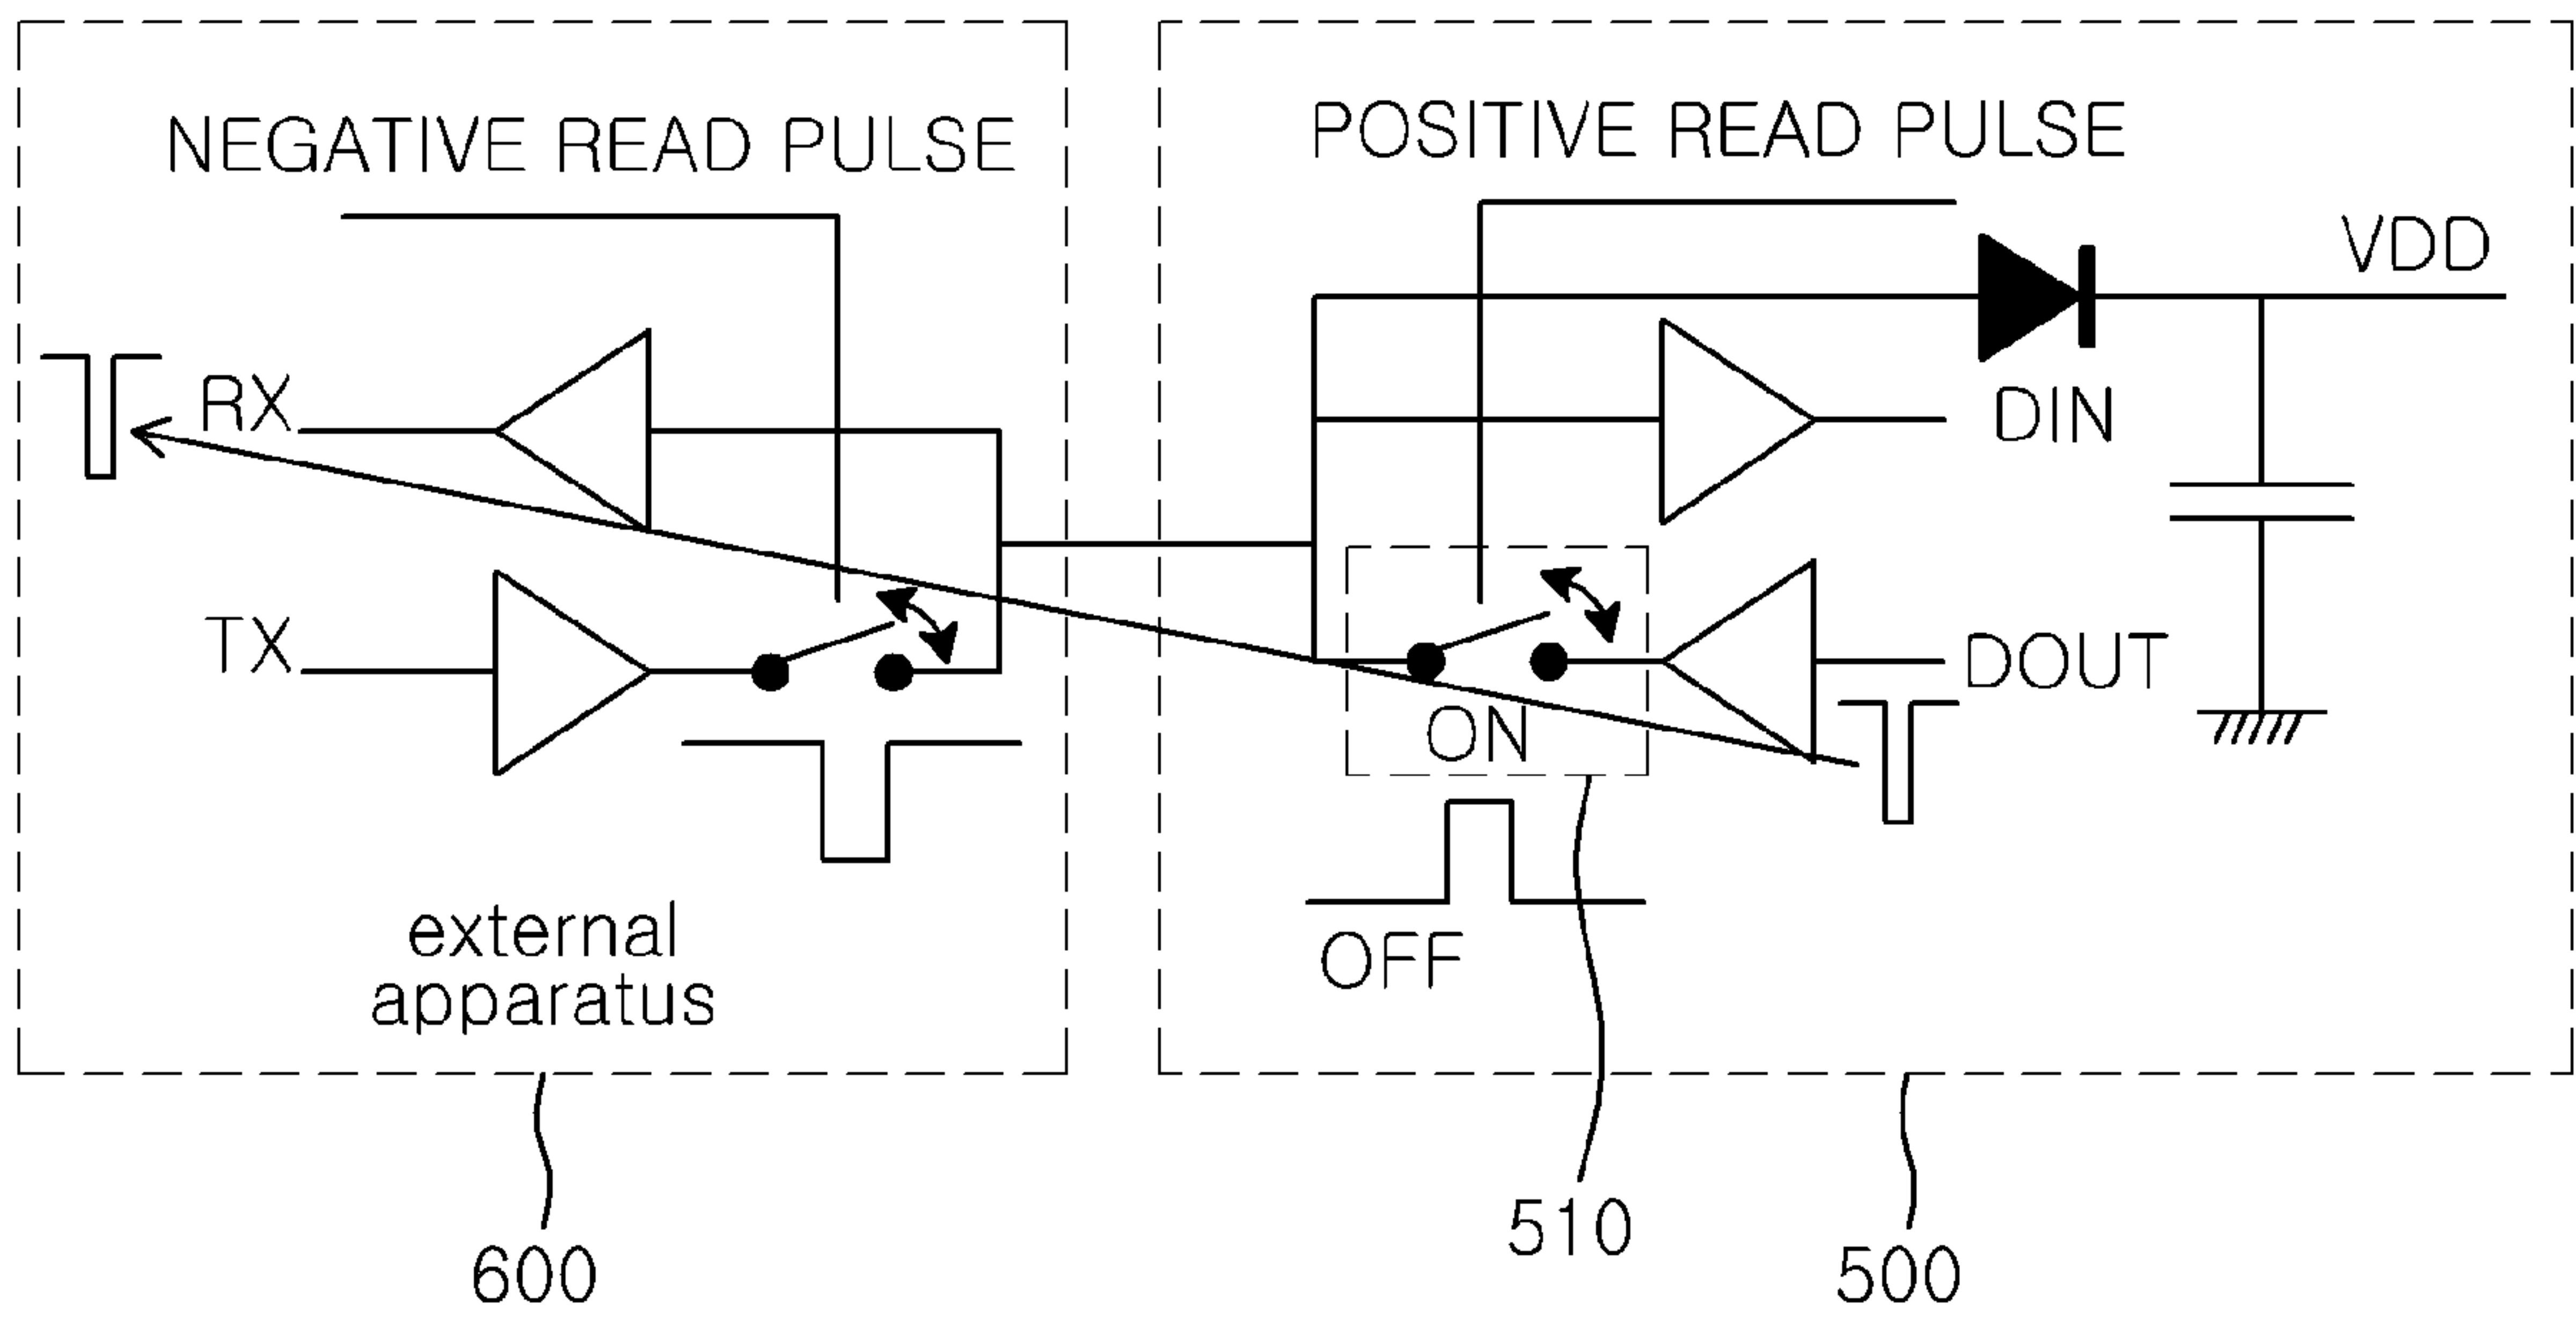 NEGATIVE READ PULSE
RX
TX
external
apparatus
600
POSITIVE READ PULSE
VDD
DIN
DOUT
ON
OFF
510
500